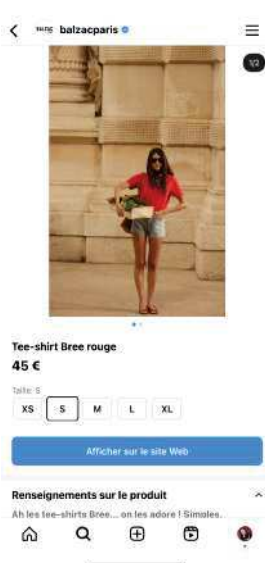 balzacparis
1/2
Tee-shirt Bree rouge
45 €
Taille: S
XS S M L XL
Afficher sur le site Web
Renseignements sur le produit
Ah les tee-shirts Bree... on les adore ! Simples,